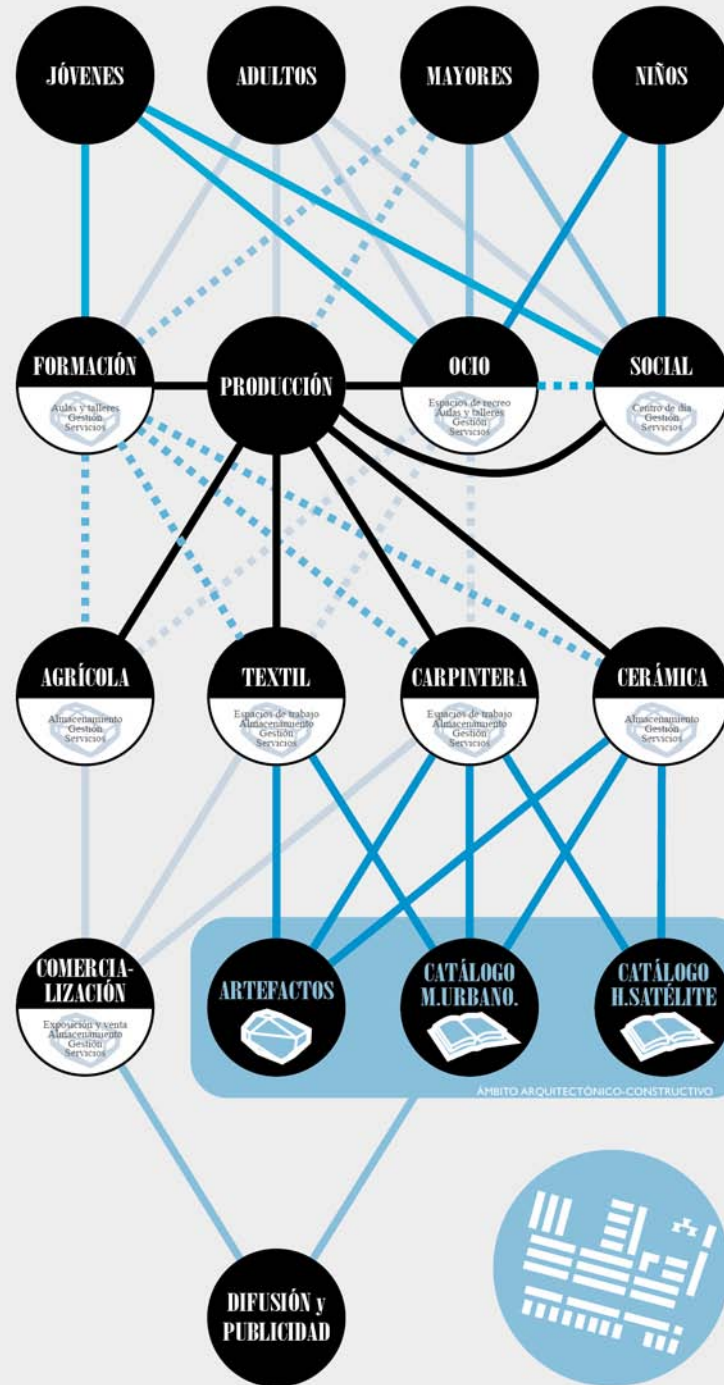 JÓVENES
ADULTOS
MAYORES
NIÑOS
FORMACIÓN
Aulas y talleres
Gestión
Servicios
PRODUCCIÓN
OCIO
Espacios de recreo
Aulas y talleres
Gestión
Servicios
SOCIAL
Centro de día
Gestión
Servicios
AGRÍCOLA
Almacenamiento
Gestión
Servicios
TEXTIL
Espacios de trabajo
Almacenamiento
Gestión
Servicios
CARPINTERA
Espacios de trabajo
Almacenamiento
Gestión
Servicios
CERÁMICA
Almacenamiento
Gestión
Servicios
COMERCIA-
LIZACIÓN
Exposición y venta
Almacenamiento
Gestión
Servicios
ARTEFACTOS
CATÁLOGO
M.URBANO.
CATÁLOGO
H.SATÉLITE
ÁMBITO ARQUITECTÓNICO-CONSTRUCTIVO
DIFUSIÓN y
PUBLICIDAD